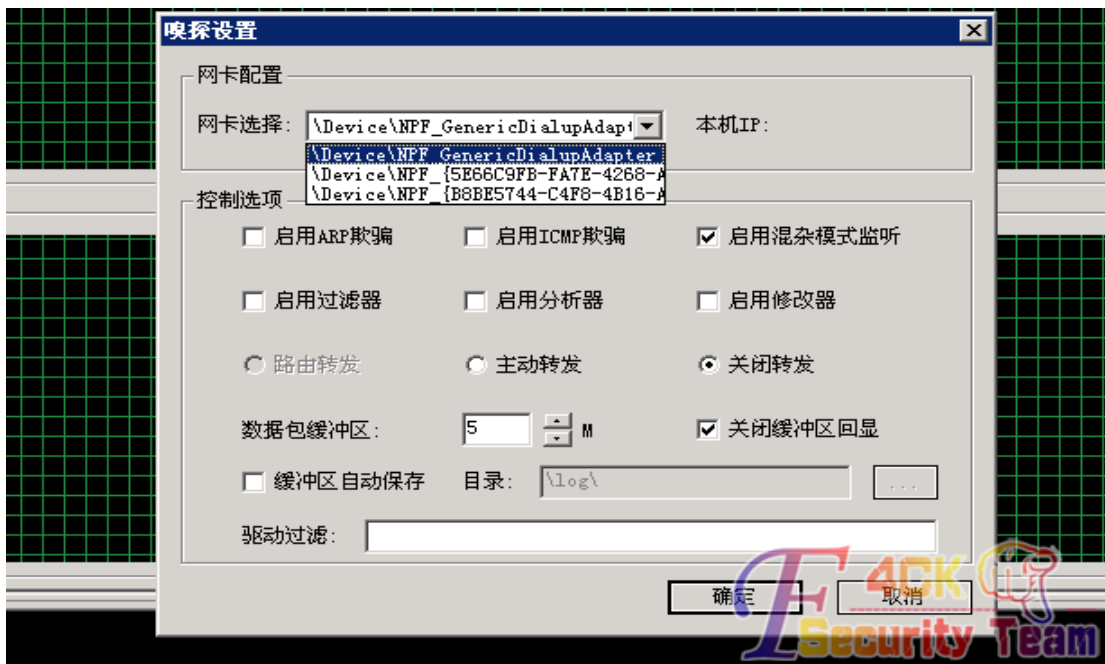 嗅探设置
网卡配置
网卡选择: \Device\NPF_GenericDialupAdapt 本机IP:
\Device\NPF_GenericDialupAdapter
\Device\NPF_{5E66C9FB-FA7E-4268-A
\Device\NPF_{B8BE5744-C4F8-4B16-A
控制选项
启用ARP欺骗 启用ICMP欺骗 启用混杂模式监听
启用过滤器 启用分析器 启用修改器
路由转发 主动转发 关闭转发
数据包缓冲区: 5 M 关闭缓冲区回显
缓冲区自动保存 目录: \log\ ...
驱动过滤:
确定 取消
F4CK
Security Team